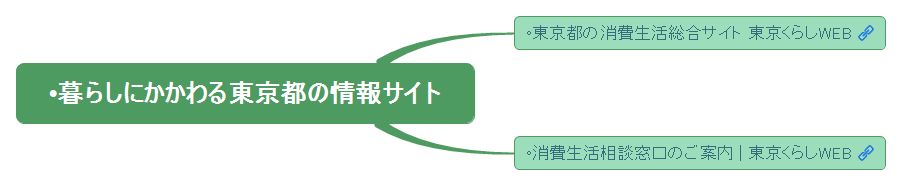 •暮らしにかかわる東京都の情報サイト
◦東京都の消費生活総合サイト 東京くらしWEB
◦消費生活相談窓口のご案内 | 東京くらしWEB